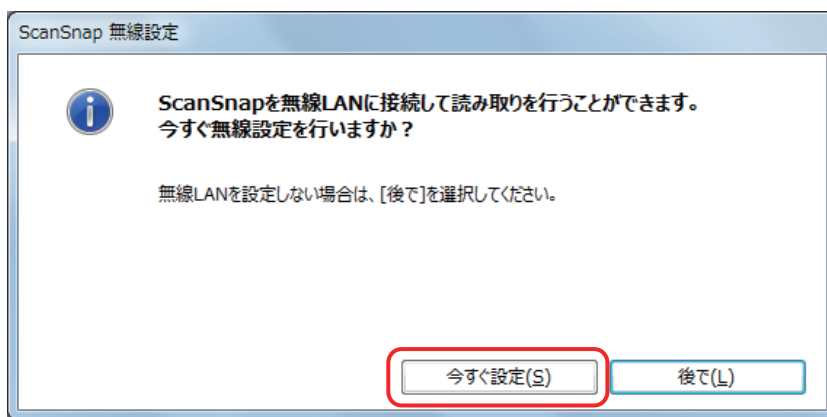 ScanSnap 無線設定
ScanSnapを無線LANに接続して読み取りを行うことができます。
今すぐ無線設定を行いますか？
無線LANを設定しない場合は、[後で]を選択してください。
今すぐ設定(S)
後で(L)